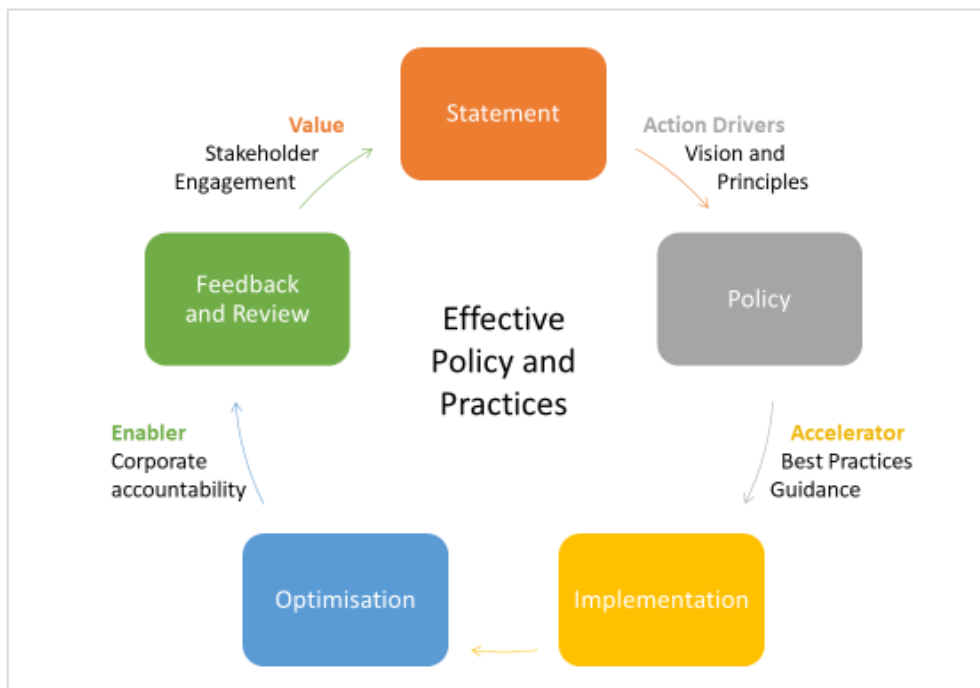 Statement
Value
Stakeholder
Engagement
Action Drivers
Vision and
Principles
Feedback
and Review
Policy
Effective
Policy and
Practices
Enabler
Corporate
accountability
Accelerator
Best Practices
Guidance
Optimisation
Implementation